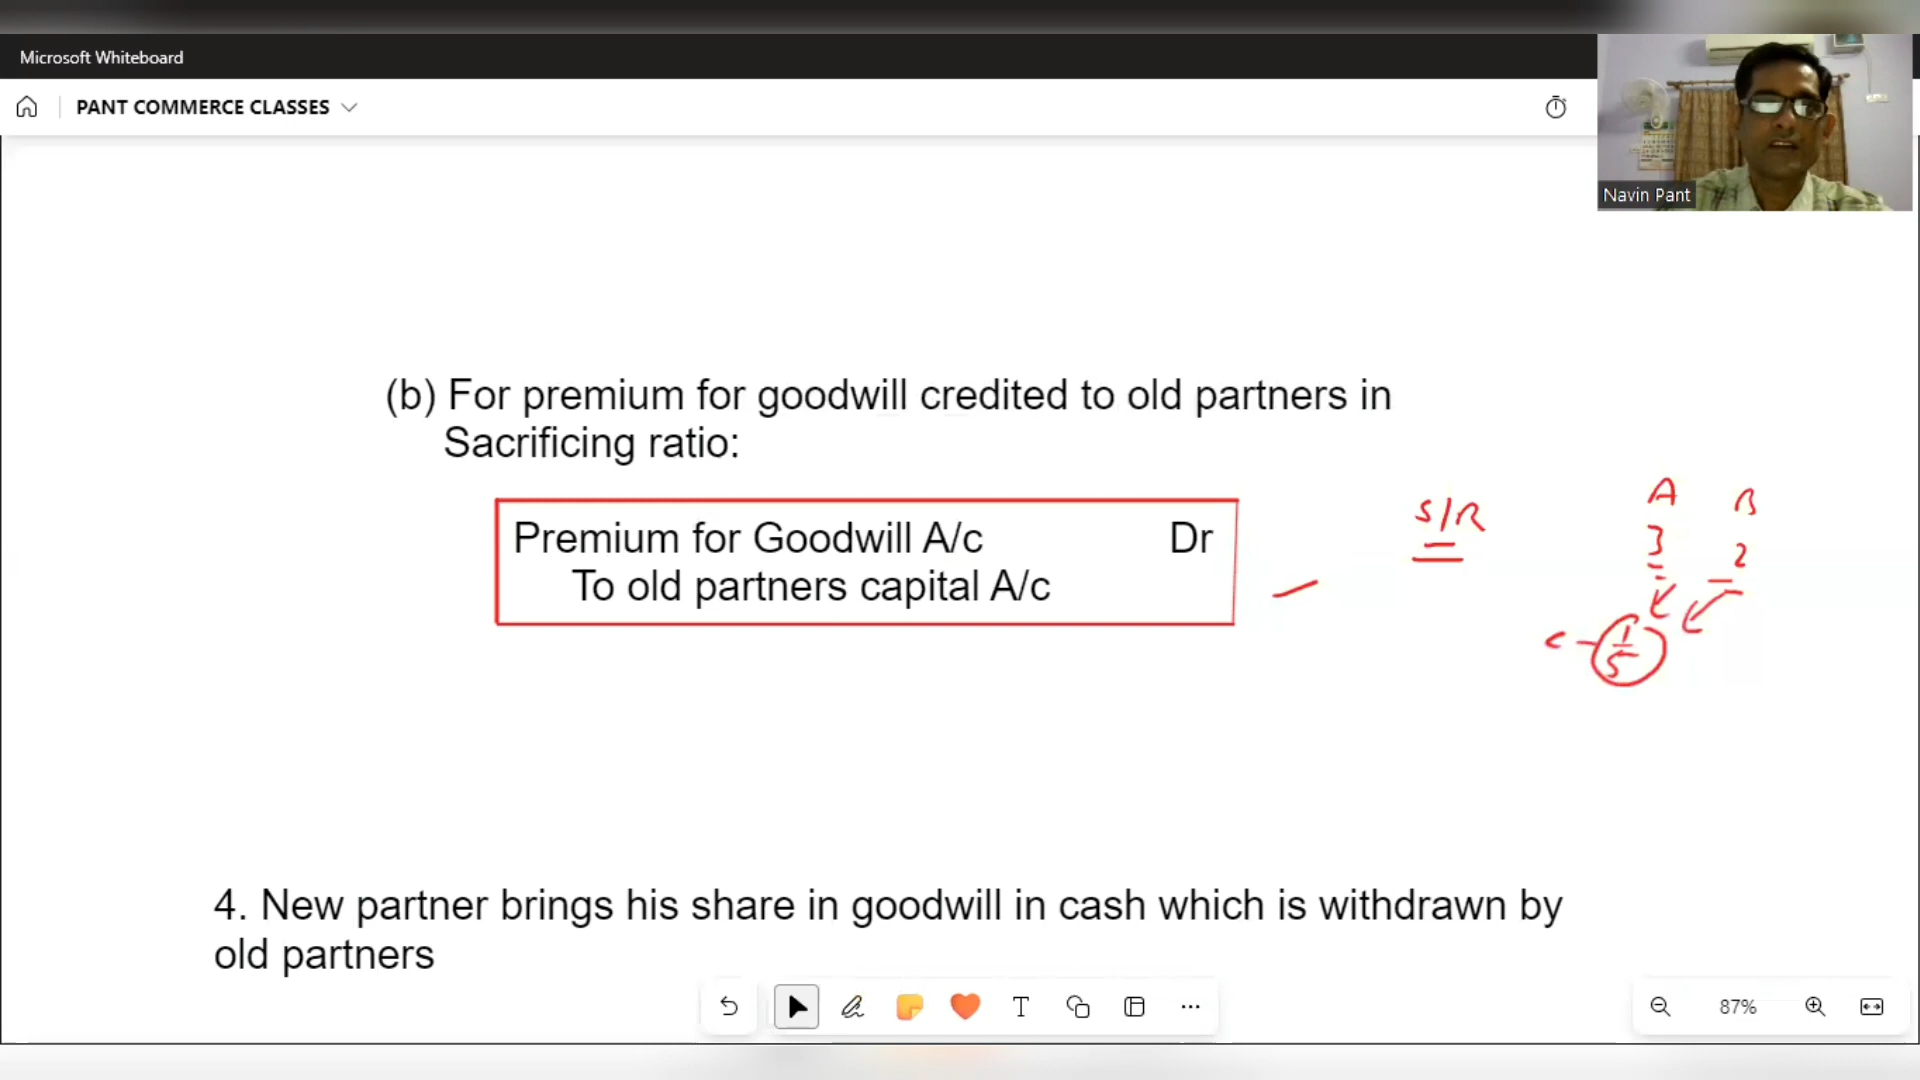 Microsoft Whiteboard
PANT COMMERCE CLASSES
Navin Pant
(b) For premium for goodwill credited to old partners in
Sacrificing ratio:
Premium for Goodwill A/c Dr
To old partners capital A/c
S/R
A B
3 2
C - 1/5
4. New partner brings his share in goodwill in cash which is withdrawn by
old partners
T
87%